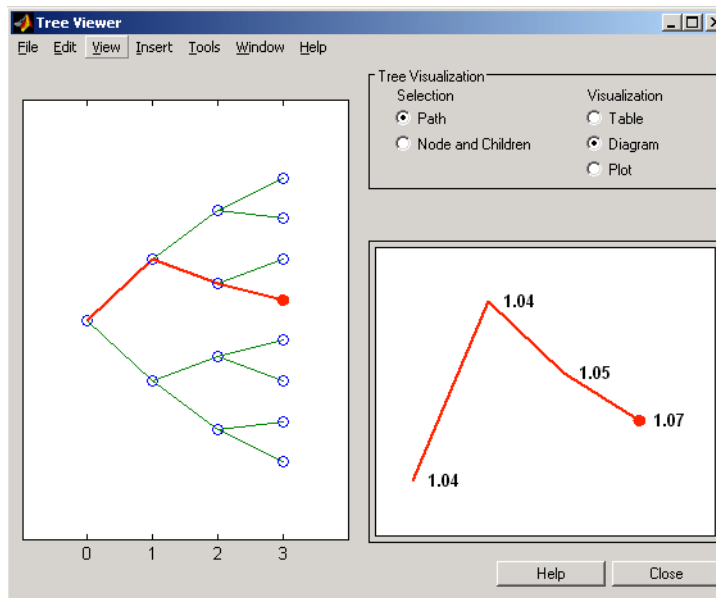 Tree Viewer
File Edit View Insert Tools Window Help
Tree Visualization
Selection Visualization
Path Table
Node and Children Diagram
Plot
0 1 2 3
1.04
1.05
1.07
1.04
Help Close